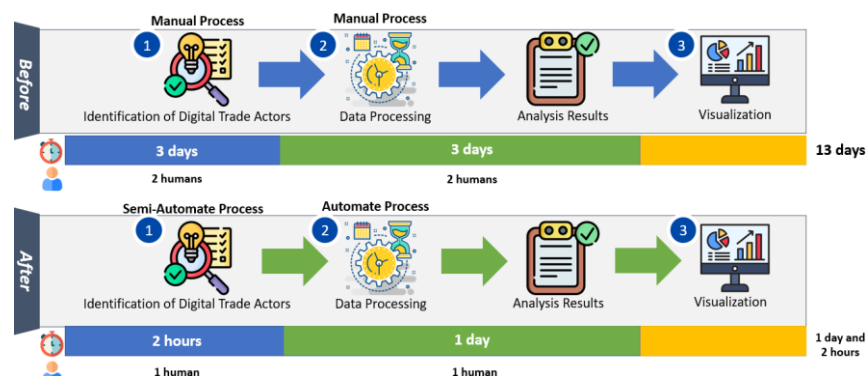 Manual Process
Manual Process
Before
1
2
3
Identification of Digital Trade Actors
Data Processing
Analysis Results
Visualization
3 days
3 days
13 days
2 humans
2 humans
Semi-Automate Process
Automate Process
After
1
2
3
Identification of Digital Trade Actors
Data Processing
Analysis Results
Visualization
2 hours
1 day
1 day and
2 hours
1 human
1 human